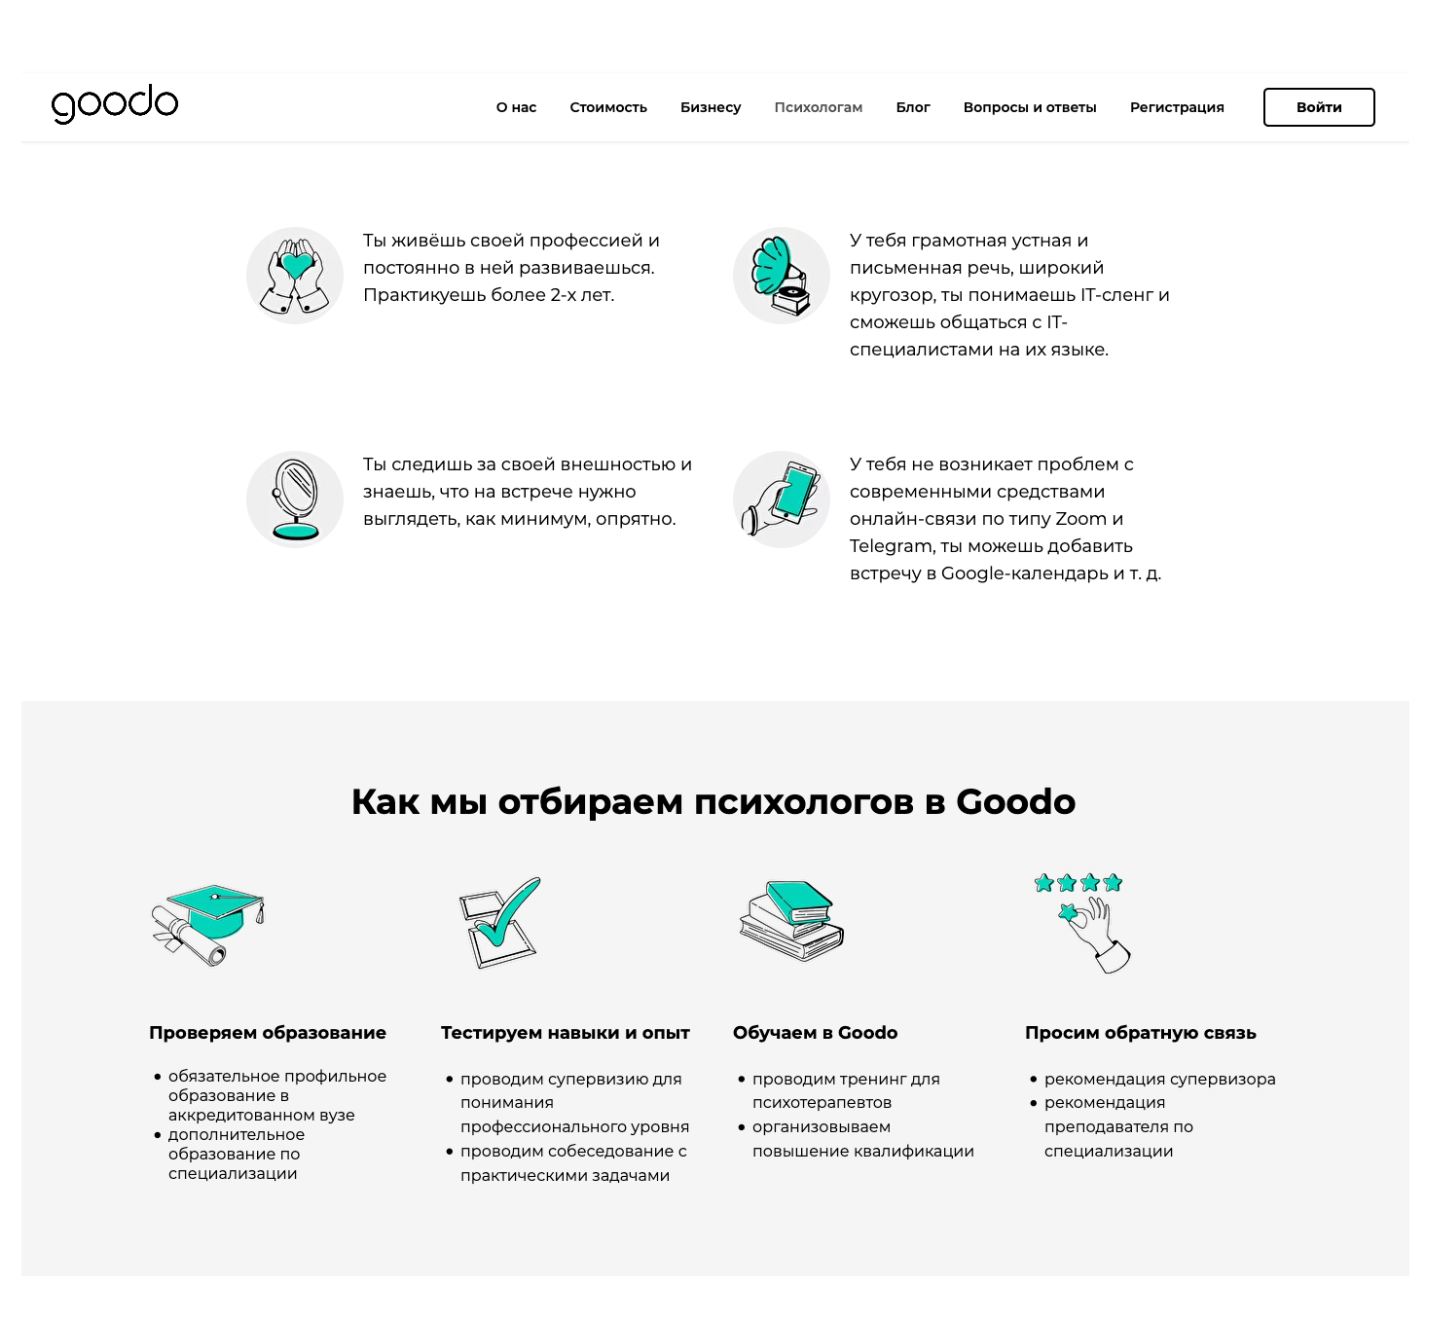 goodo
О нас Стоимость Бизнесу Психологам Блог Вопросы и ответы Регистрация Войти
Ты живёшь своей профессией и
постоянно в ней развиваешься.
Практикуешь более 2-х лет.
У тебя грамотная устная и
письменная речь, широкий
кругозор, ты понимаешь IT-сленг и
сможешь общаться с IT-
специалистами на их языке.
Ты следишь за своей внешностью и
знаешь, что на встрече нужно
выглядеть, как минимум, опрятно.
У тебя не возникает проблем с
современными средствами
онлайн-связи по типу Zoom и
Telegram, ты можешь добавить
встречу в Google-календарь и т. д.
Как мы отбираем психологов в Goodo
Проверяем образование
• обязательное профильное
образование в
аккредитованном вузе
• дополнительное
образование по
специализации
Тестируем навыки и опыт
• проводим супервизию для
понимания
профессионального уровня
• проводим собеседование с
практическими задачами
Обучаем в Goodo
• проводим тренинг для
психотерапевтов
• организовываем
повышение квалификации
Просим обратную связь
• рекомендация супервизора
• рекомендация
преподавателя по
специализации